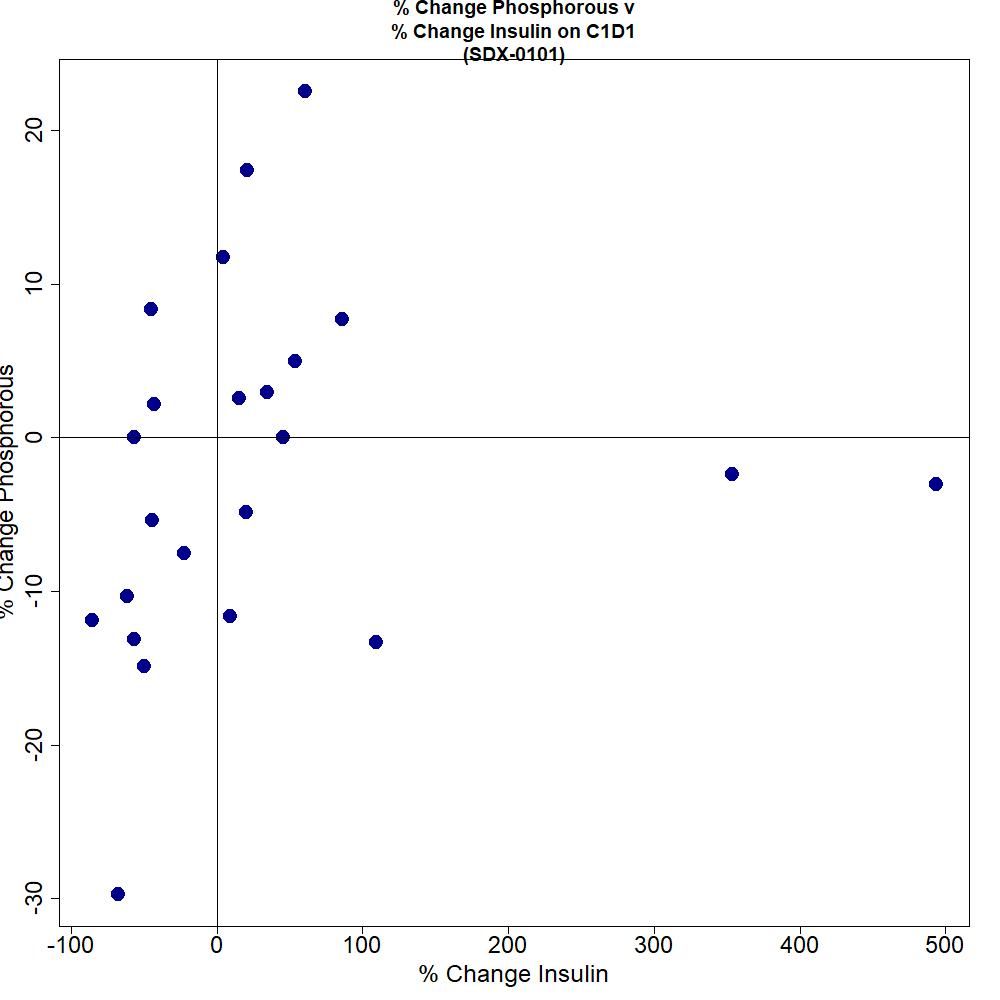 % Change Phosphorous v
% Change Insulin on C1D1
(SDX-0101)
20
10
0
-10
-20
-30
% Change Phosphorous
-100 0 100 200 300 400 500
% Change Insulin